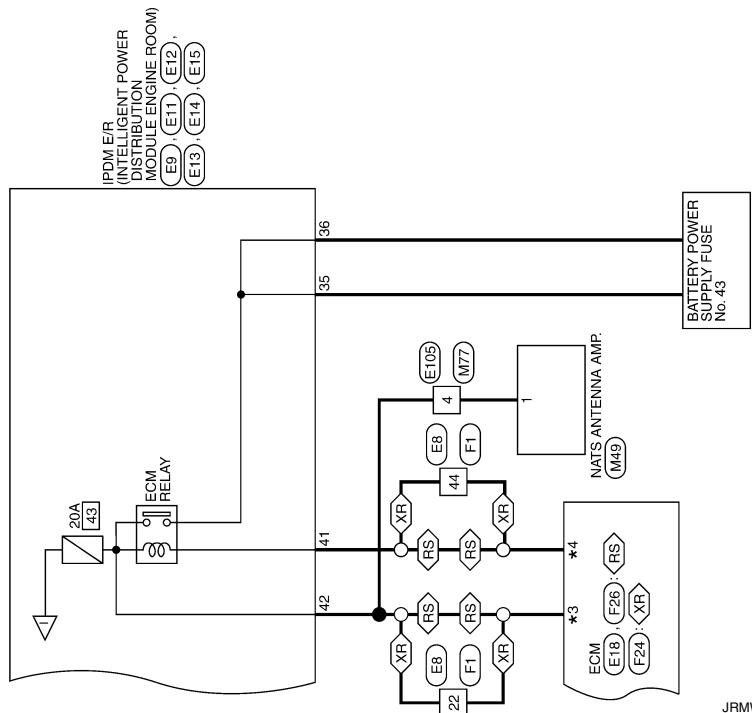 IPDM E/R
(INTELLIGENT POWER
DISTRIBUTION
MODULE ENGINE ROOM)
E9 , E11 , E12 ,
E13 , E14 , E15
20A
43
ECM
RELAY
I
42
41
35
36
E105
M77
4
1
NATS ANTENNA AMP.
M49
E8
F1
44
XR
XR
RS
RS
RS
RS
XR
XR
E8
F1
22
*3
*4
ECM
E18 , F26 : RS
F24 : XR
BATTERY POWER
SUPPLY FUSE
No. 43